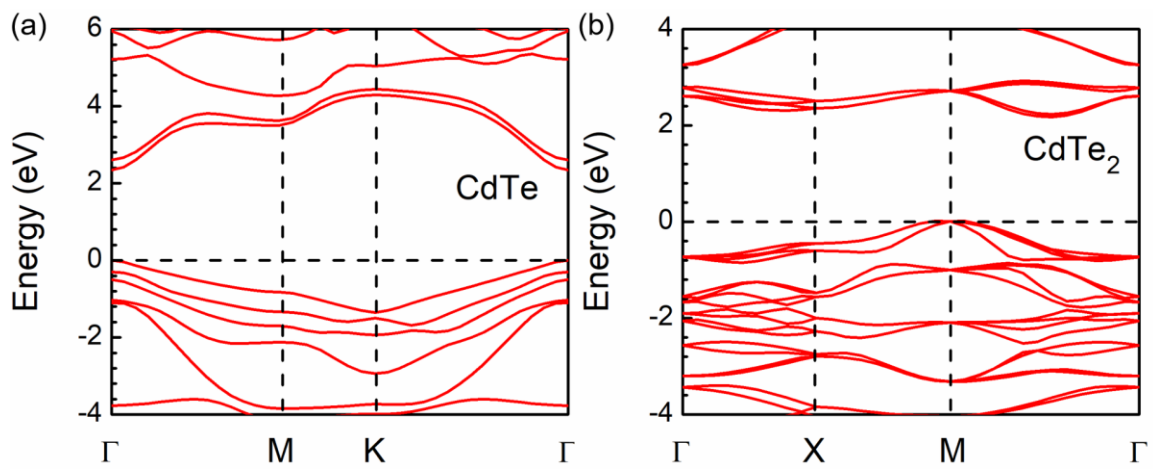 (a)
6
4
2
0
-2
-4
Energy (eV)
CdTe
Γ M K Γ
(b)
4
2
0
-2
-4
Energy (eV)
CdTe₂
Γ X M Γ